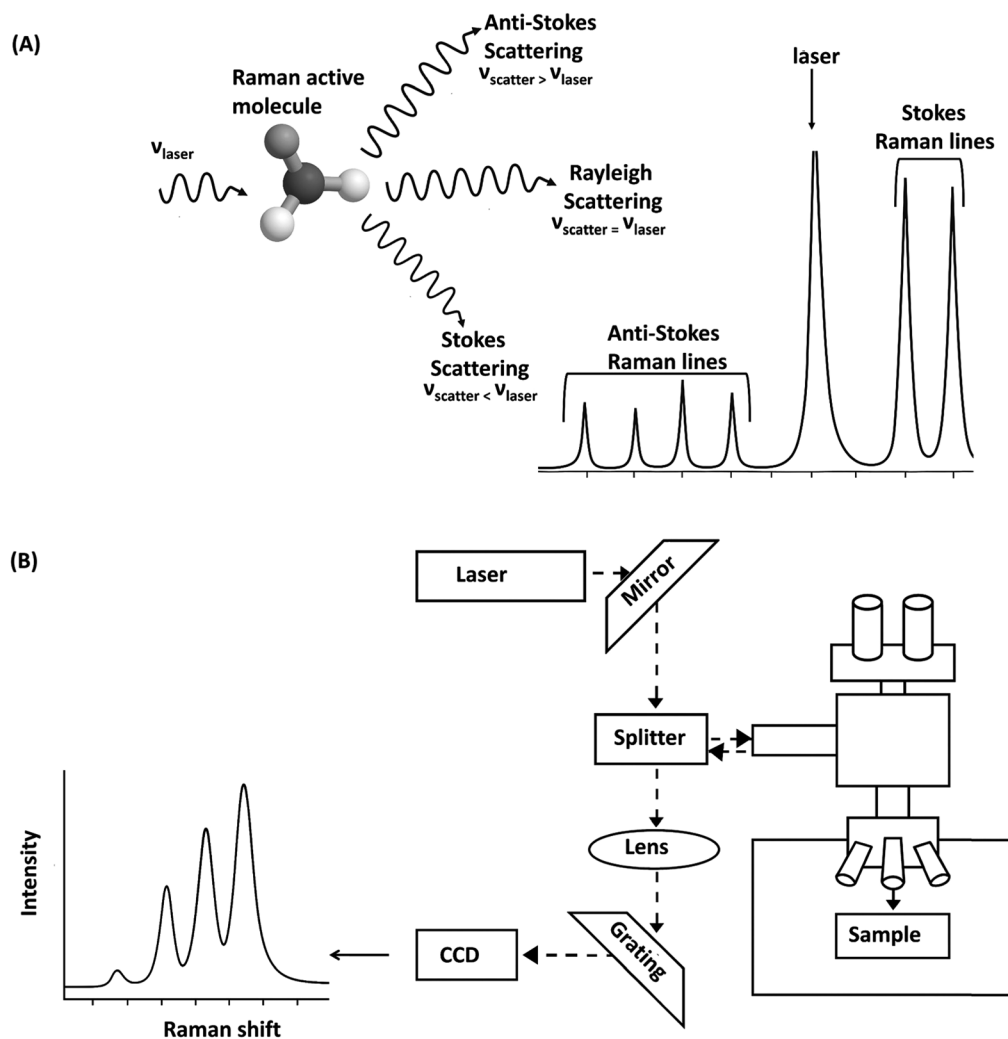 (A)
Anti-Stokes
Scattering
νscatter > νlaser
Raman active
molecule
νlaser
Rayleigh
Scattering
νscatter = νlaser
Stokes
Scattering
νscatter < νlaser
laser
Stokes
Raman lines
Anti-Stokes
Raman lines
(B)
Laser
Mirror
Splitter
Lens
Grating
CCD
Sample
Intensity
Raman shift